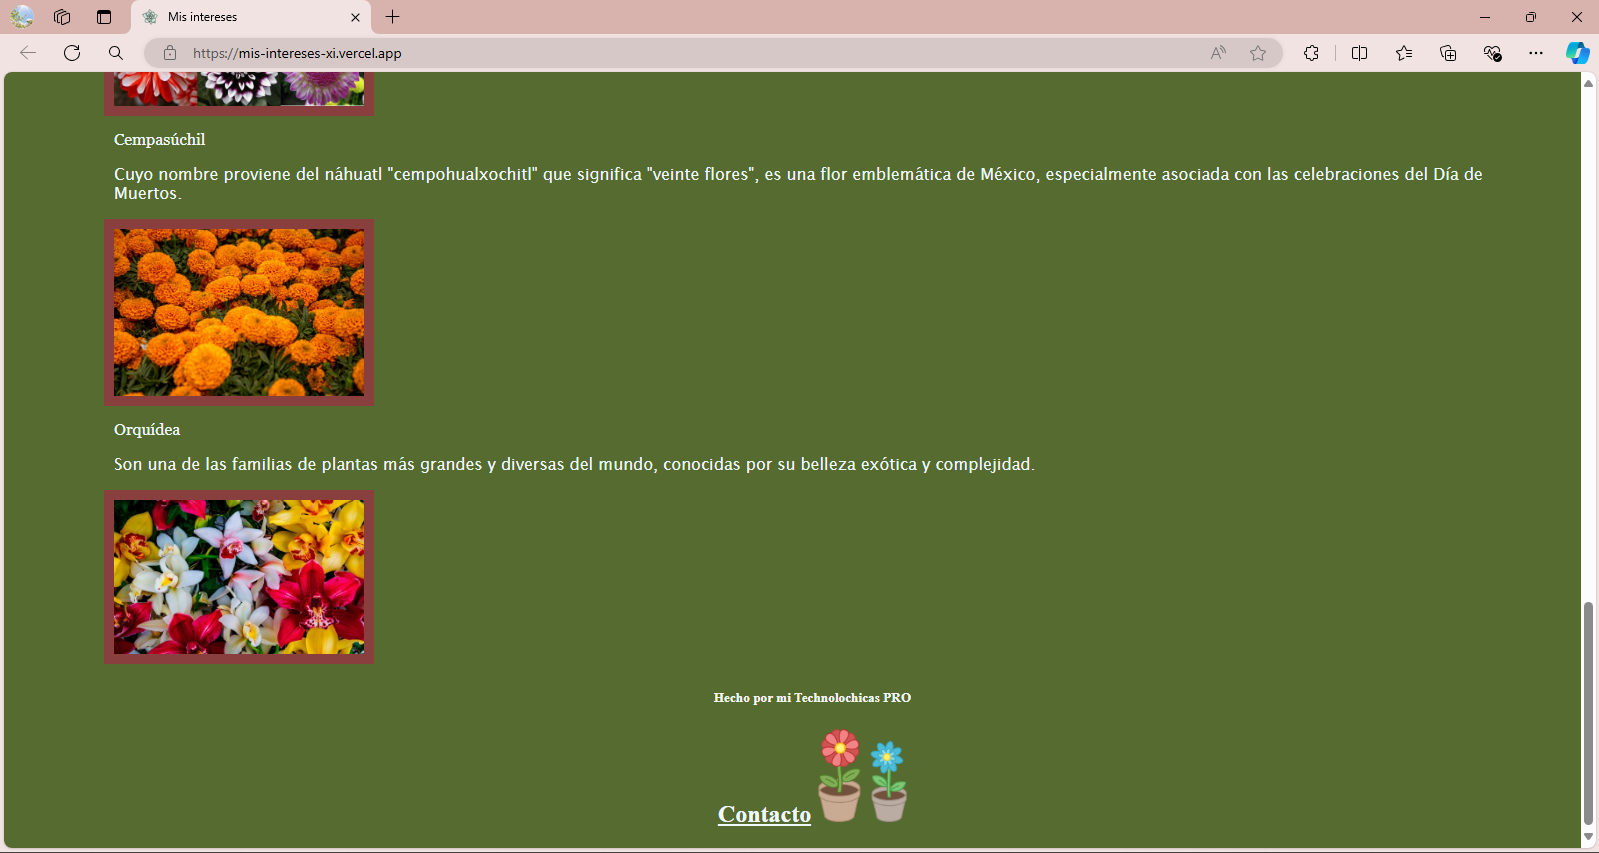 Mis intereses
https://mis-intereses-xi.vercel.app
Cempasúchil
Cuyo nombre proviene del náhuatl "cempohualxochitl" que significa "veinte flores", es una flor emblemática de México, especialmente asociada con las celebraciones del Día de
Muertos.
Orquídea
Son una de las familias de plantas más grandes y diversas del mundo, conocidas por su belleza exótica y complejidad.
Hecho por mi Technolochicas PRO
Contacto